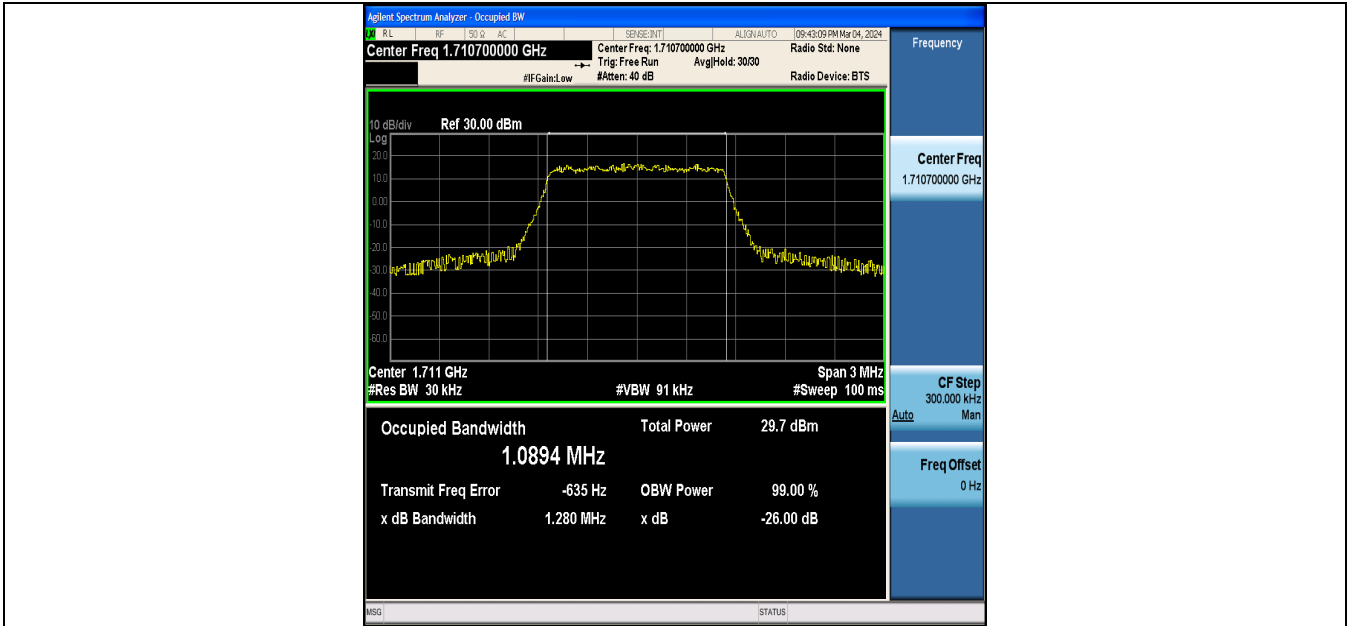 Agilent Spectrum Analyzer - Occupied BW
LXI RL RF 50 Ω AC SENSE:INT ALIGN AUTO 09:43:09 PM Mar 04, 2024
Center Freq 1.710700000 GHz Center Freq: 1.710700000 GHz Radio Std: None Frequency
Trig: Free Run Avg|Hold: 30/30
#IFGain:Low #Atten: 40 dB Radio Device: BTS
10 dB/div Ref 30.00 dBm
Log
20.0
10.0
0.00
-10.0
-20.0
-30.0
-40.0
-50.0
-60.0
Center Freq
1.710700000 GHz
Center 1.711 GHz Span 3 MHz
#Res BW 30 kHz #VBW 91 kHz #Sweep 100 ms
CF Step
300.000 kHz
Auto Man
Occupied Bandwidth Total Power 29.7 dBm
1.0894 MHz
Transmit Freq Error -635 Hz OBW Power 99.00 %
x dB Bandwidth 1.280 MHz x dB -26.00 dB
Freq Offset
0 Hz
MSG STATUS